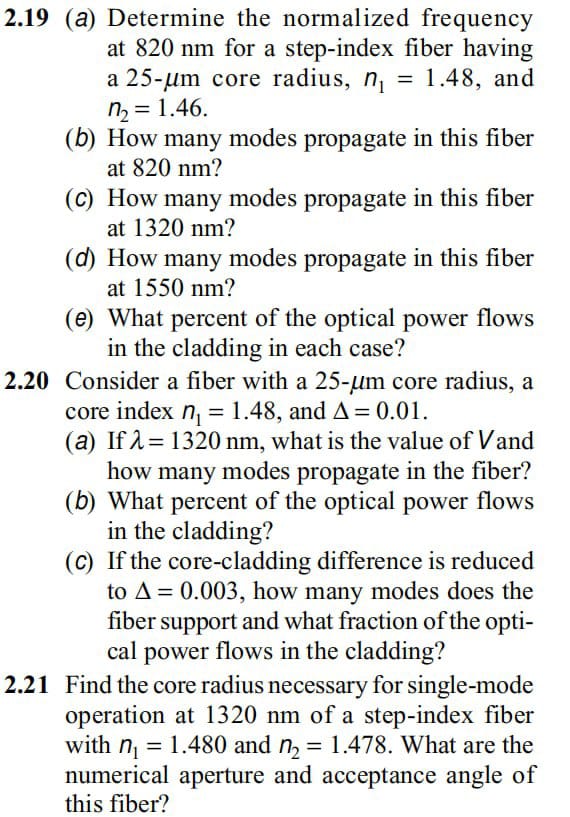 2.19 (a) Determine the normalized frequency
at 820 nm for a step-index fiber having
a 25-μm core radius, n₁ = 1.48, and
n₂ = 1.46.
(b) How many modes propagate in this fiber
at 820 nm?
(c) How many modes propagate in this fiber
at 1320 nm?
(d) How many modes propagate in this fiber
at 1550 nm?
(e) What percent of the optical power flows
in the cladding in each case?
2.20 Consider a fiber with a 25-μm core radius, a
core index n₁ = 1.48, and Δ = 0.01.
(a) If λ = 1320 nm, what is the value of V and
how many modes propagate in the fiber?
(b) What percent of the optical power flows
in the cladding?
(c) If the core-cladding difference is reduced
to Δ = 0.003, how many modes does the
fiber support and what fraction of the opti-
cal power flows in the cladding?
2.21 Find the core radius necessary for single-mode
operation at 1320 nm of a step-index fiber
with n₁ = 1.480 and n₂ = 1.478. What are the
numerical aperture and acceptance angle of
this fiber?